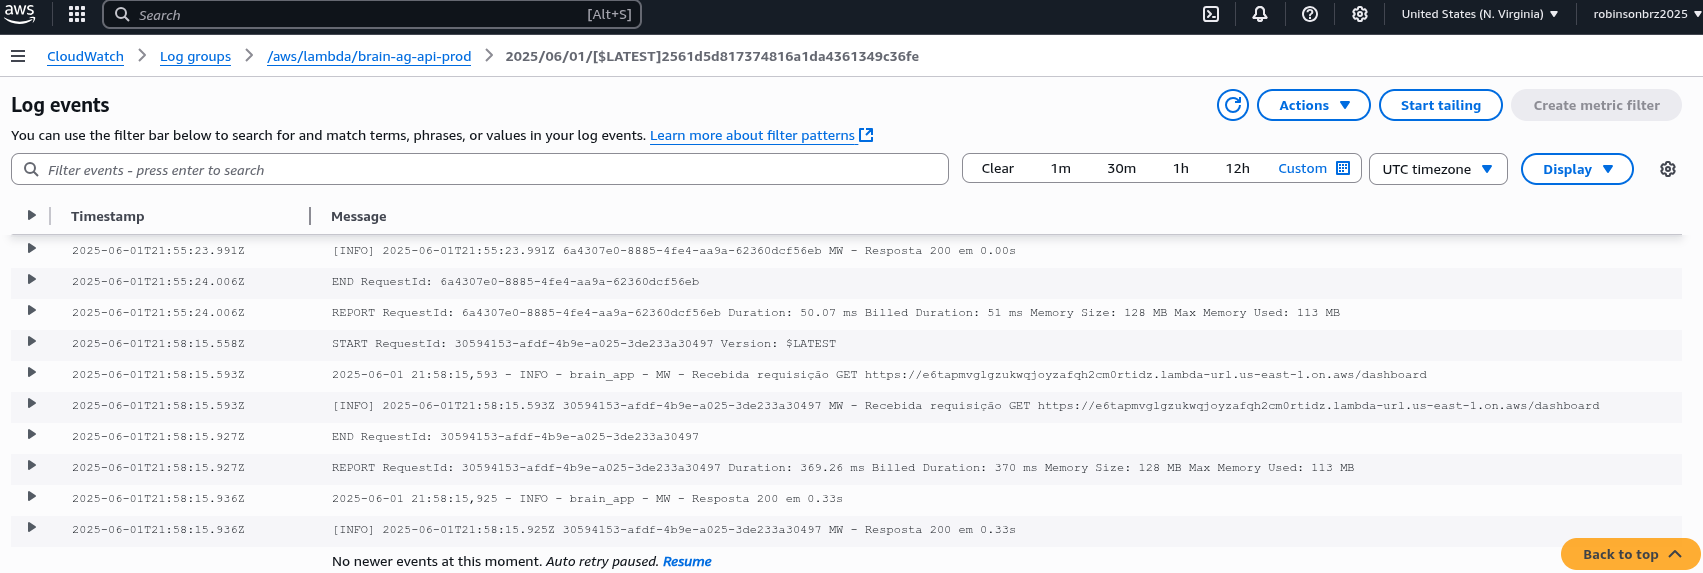 aws
Search [Alt+S] United States (N. Virginia) robinsonbrz2025
CloudWatch Log groups /aws/lambda/brain-ag-api-prod 2025/06/01/[$LATEST]2561d5d817374816a1da4361349c36fe
Log events Actions Start tailing Create metric filter
You can use the filter bar below to search for and match terms, phrases, or values in your log events. Learn more about filter patterns
Filter events - press enter to search Clear 1m 30m 1h 12h Custom UTC timezone Display
Timestamp Message
2025-06-01T21:55:23.991Z [INFO] 2025-06-01T21:55:23.991Z 6a4307e0-8885-4fe4-aa9a-62360dcf56eb MW - Resposta 200 em 0.00s
2025-06-01T21:55:24.006Z END RequestId: 6a4307e0-8885-4fe4-aa9a-62360dcf56eb
2025-06-01T21:55:24.006Z REPORT RequestId: 6a4307e0-8885-4fe4-aa9a-62360dcf56eb Duration: 50.07 ms Billed Duration: 51 ms Memory Size: 128 MB Max Memory Used: 113 MB
2025-06-01T21:58:15.558Z START RequestId: 30594153-afdf-4b9e-a025-3de233a30497 Version: $LATEST
2025-06-01T21:58:15.593Z 2025-06-01 21:58:15,593 - INFO - brain_app - MW - Recebida requisição GET https://e6tapmvglgzukwqjoyzafqh2cm0rtidz.lambda-url.us-east-1.on.aws/dashboard
2025-06-01T21:58:15.593Z [INFO] 2025-06-01T21:58:15.593Z 30594153-afdf-4b9e-a025-3de233a30497 MW - Recebida requisição GET https://e6tapmvglgzukwqjoyzafqh2cm0rtidz.lambda-url.us-east-1.on.aws/dashboard
2025-06-01T21:58:15.927Z END RequestId: 30594153-afdf-4b9e-a025-3de233a30497
2025-06-01T21:58:15.927Z REPORT RequestId: 30594153-afdf-4b9e-a025-3de233a30497 Duration: 369.26 ms Billed Duration: 370 ms Memory Size: 128 MB Max Memory Used: 113 MB
2025-06-01T21:58:15.936Z 2025-06-01 21:58:15,925 - INFO - brain_app - MW - Resposta 200 em 0.33s
2025-06-01T21:58:15.936Z [INFO] 2025-06-01T21:58:15.925Z 30594153-afdf-4b9e-a025-3de233a30497 MW - Resposta 200 em 0.33s
No newer events at this moment. Auto retry paused. Resume
Back to top